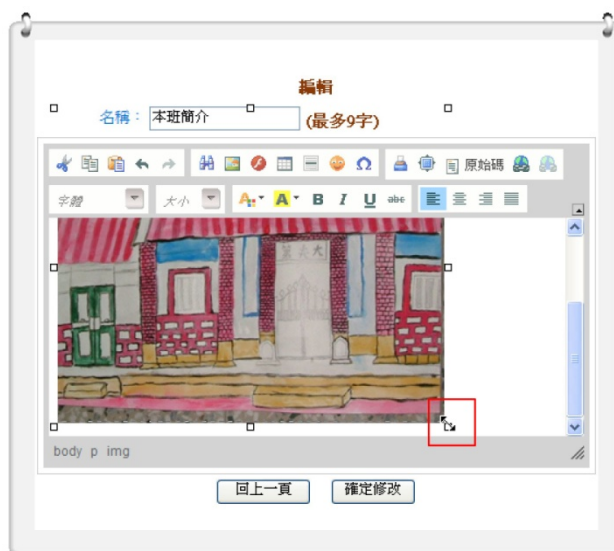 編輯
名稱： 本班簡介 (最多9字)
原始碼
字體 大小 A A B I U abc
body p img
回上一頁 確定修改